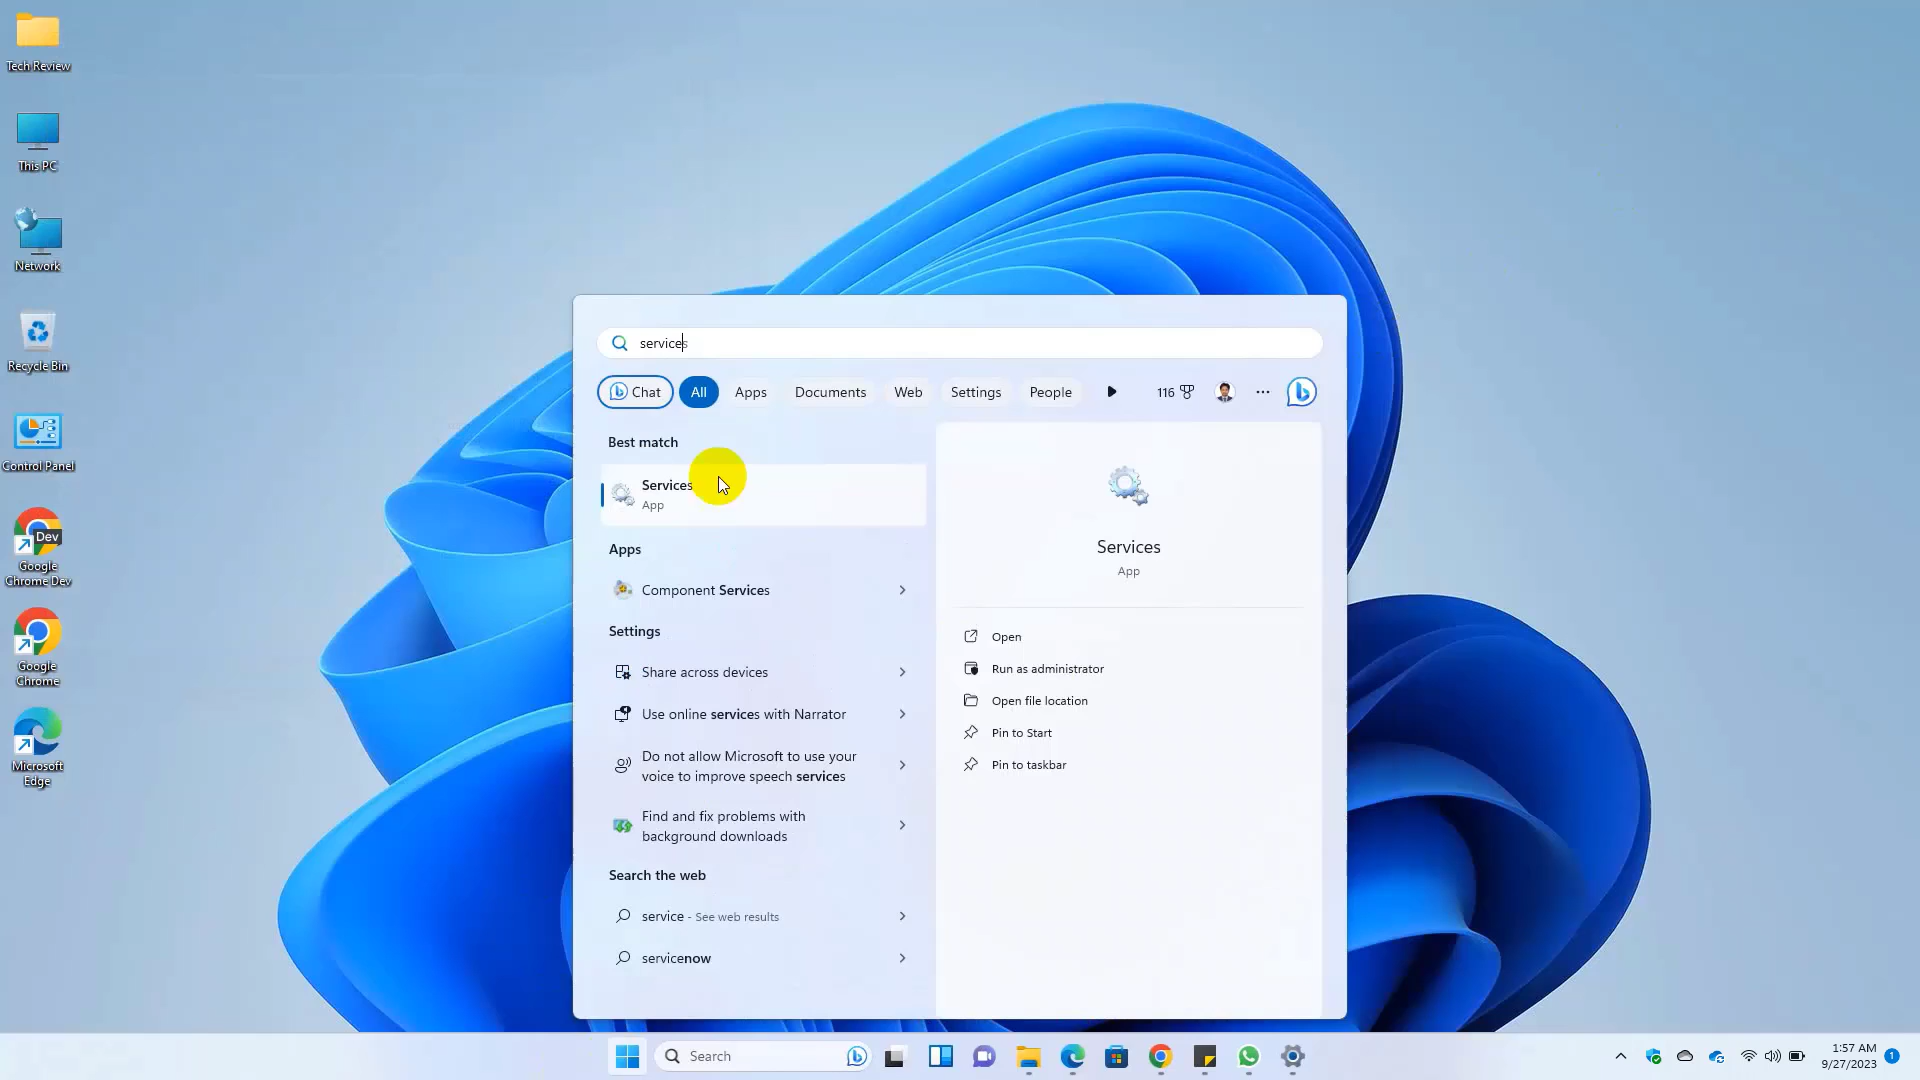 Tech Review
This PC
Network
Recycle Bin
Control Panel
Dev
Google
Chrome Dev
Google
Chrome
Microsoft
Edge
services
Chat
All
Apps
Documents
Web
Settings
People
116
Best match
Services
App
Apps
Component Services
Settings
Share across devices
Use online services with Narrator
Do not allow Microsoft to use your
voice to improve speech services
Find and fix problems with
background downloads
Search the web
service - See web results
servicenow
Services
App
Open
Run as administrator
Open file location
Pin to Start
Pin to taskbar
Search
1:57 AM
9/27/2023
1